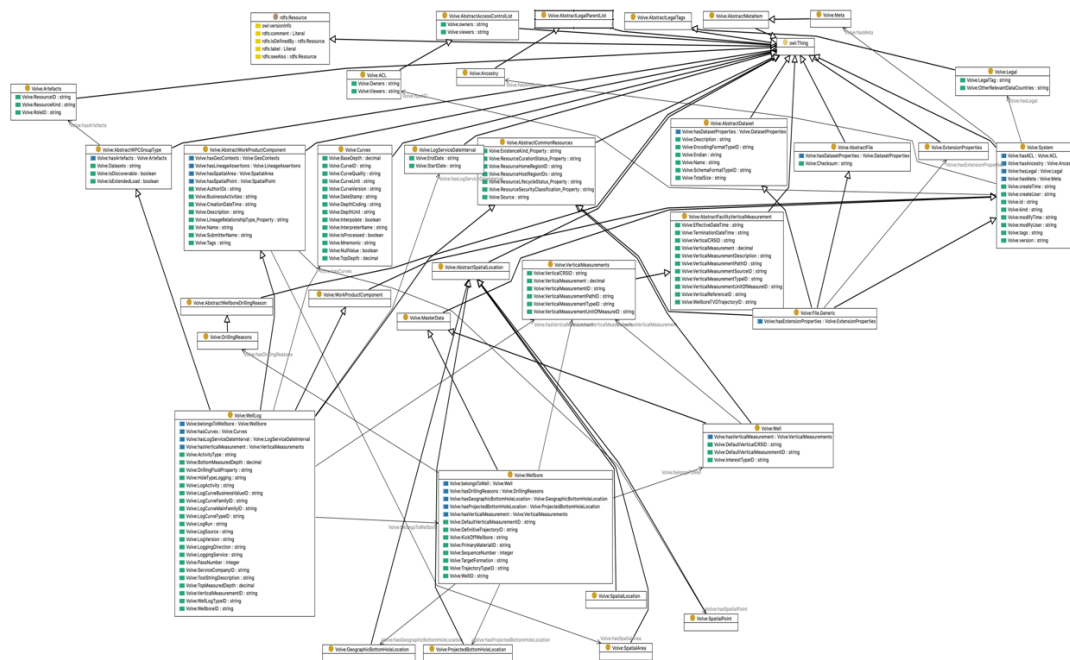 rdfs:Resource
owl:versionInfo
rdfs:comment : Literal
rdfs:isDefinedBy : rdfs:Resource
rdfs:label : Literal
rdfs:seeAlso : rdfs:Resource
Volve:AbstractAccessControlList
Volve:owners : string
Volve:viewers : string
Volve:AbstractLegalParentList
Volve:AbstractLegalTags
Volve:AbstractMetaItem
Volve:Meta
Volve:hasMeta
owl:Thing
Volve:ACL
Volve:Owners : string
Volve:Viewers : string
Volve:Ancestry
Volve:Legal
Volve:LegalTag : string
Volve:OtherRelevantDataCountries : string
Volve:hasLegal
Volve:Artefacts
Volve:ResourceID : string
Volve:ResourceKind : string
Volve:RoleID : string
Volve:hasArtefacts
Volve:AbstractWPCGroupType
Volve:hasArtefacts : Volve:Artefacts
Volve:Datasets : string
Volve:IsDiscoverable : boolean
Volve:IsExtendedLoad : boolean
Volve:AbstractWorkProductComponent
Volve:hasGeoContexts : Volve:GeoContexts
Volve:hasLineageAssertions : Volve:LineageAssertions
Volve:hasSpatialArea : Volve:SpatialArea
Volve:hasSpatialPoint : Volve:SpatialPoint
Volve:AuthorIDs : string
Volve:BusinessActivities : string
Volve:CreationDateTime : string
Volve:Description : string
Volve:LineageRelationshipType_Property : string
Volve:Name : string
Volve:SubmitterName : string
Volve:Tags : string
Volve:Curves
Volve:BaseDepth : decimal
Volve:CurveID : string
Volve:CurveQuality : string
Volve:CurveUnit : string
Volve:CurveVersion : string
Volve:DateStamp : string
Volve:DepthCoding : string
Volve:DepthUnit : string
Volve:Interpolate : boolean
Volve:InterpreterName : string
Volve:IsProcessed : boolean
Volve:Mnemonic : string
Volve:NullValue : boolean
Volve:TopDepth : decimal
Volve:LogServiceDateInterval
Volve:EndDate : string
Volve:StartDate : string
Volve:AbstractCommonResources
Volve:ExistenceKind_Property : string
Volve:ResourceCurationStatus_Property : string
Volve:ResourceHomeRegionID : string
Volve:ResourceHostRegionIDs : string
Volve:ResourceLifecycleStatus_Property : string
Volve:ResourceSecurityClassification_Property : string
Volve:Source : string
Volve:AbstractDataset
Volve:hasDatasetProperties : Volve:DatasetProperties
Volve:Description : string
Volve:EncodingFormatTypeID : string
Volve:Endian : string
Volve:Name : string
Volve:SchemaFormatTypeID : string
Volve:TotalSize : string
Volve:AbstractFile
Volve:hasDatasetProperties : Volve:DatasetProperties
Volve:Checksum : string
Volve:ExtensionProperties
Volve:hasExtensionProperties
Volve:System
Volve:hasACL : Volve:ACL
Volve:hasAncestry : Volve:Ancestry
Volve:hasLegal : Volve:Legal
Volve:hasMeta : Volve:Meta
Volve:createTime : string
Volve:createUser : string
Volve:id : string
Volve:kind : string
Volve:modifyTime : string
Volve:modifyUser : string
Volve:tags : string
Volve:version : string
Volve:AbstractFacilityVerticalMeasurement
Volve:EffectiveDateTime : string
Volve:TerminationDateTime : string
Volve:VerticalCRSID : string
Volve:VerticalMeasurement : decimal
Volve:VerticalMeasurementDescription : string
Volve:VerticalMeasurementPathID : string
Volve:VerticalMeasurementSourceID : string
Volve:VerticalMeasurementTypeID : string
Volve:VerticalMeasurementUnitOfMeasureID : string
Volve:VerticalReferenceID : string
Volve:WellboreTVDTrajectoryID : string
Volve:AbstractSpatialLocation
Volve:VerticalMeasurements
Volve:VerticalCRSID : string
Volve:VerticalMeasurement : decimal
Volve:VerticalMeasurementID : string
Volve:VerticalMeasurementPathID : string
Volve:VerticalMeasurementTypeID : string
Volve:VerticalMeasurementUnitOfMeasureID : string
Volve:AbstractWellboreDrillingReason
Volve:WorkProductComponent
Volve:MasterData
Volve:File.Generic
Volve:hasExtensionProperties : Volve:ExtensionProperties
Volve:DrillingReasons
Volve:hasDrillingReasons
Volve:WellLog
Volve:belongsToWellbore : Volve:Wellbore
Volve:hasCurves : Volve:Curves
Volve:hasLogServiceDateInterval : Volve:LogServiceDateInterval
Volve:hasVerticalMeasurement : Volve:VerticalMeasurements
Volve:ActivityType : string
Volve:BottomMeasuredDepth : decimal
Volve:DrillingFluidProperty : string
Volve:HoleTypeLogging : string
Volve:LogActivity : string
Volve:LogCurveBusinessValueID : string
Volve:LogCurveFamilyID : string
Volve:LogCurveMainFamilyID : string
Volve:LogCurveTypeID : string
Volve:LogRun : string
Volve:LogSource : string
Volve:LogVersion : string
Volve:LoggingDirection : string
Volve:LoggingService : string
Volve:PassNumber : integer
Volve:ServiceCompanyID : string
Volve:ToolStringDescription : string
Volve:TopMeasuredDepth : decimal
Volve:VerticalMeasurementID : string
Volve:WellLogTypeID : string
Volve:WellboreID : string
Volve:Well
Volve:hasVerticalMeasurement : Volve:VerticalMeasurements
Volve:DefaultVerticalCRSID : string
Volve:DefaultVerticalMeasurementID : string
Volve:InterestTypeID : string
Volve:Wellbore
Volve:belongsToWell : Volve:Well
Volve:hasDrillingReasons : Volve:DrillingReasons
Volve:hasGeographicBottomHoleLocation : Volve:GeographicBottomHoleLocation
Volve:hasProjectedBottomHoleLocation : Volve:ProjectedBottomHoleLocation
Volve:hasVerticalMeasurement : Volve:VerticalMeasurements
Volve:DefaultVerticalMeasurementID : string
Volve:DefinitiveTrajectoryID : string
Volve:KickOffWellbore : string
Volve:PrimaryMaterialID : string
Volve:SequenceNumber : integer
Volve:TargetFormation : string
Volve:TrajectoryTypeID : string
Volve:WellID : string
Volve:belongsToWellbore
Volve:SpatialLocation
Volve:hasSpatialPoint
Volve:SpatialPoint
Volve:hasGeographicBottomHoleLocation
Volve:hasProjectedBottomHoleLocation
Volve:hasSpatialArea
Volve:GeographicBottomHoleLocation
Volve:ProjectedBottomHoleLocation
Volve:SpatialArea